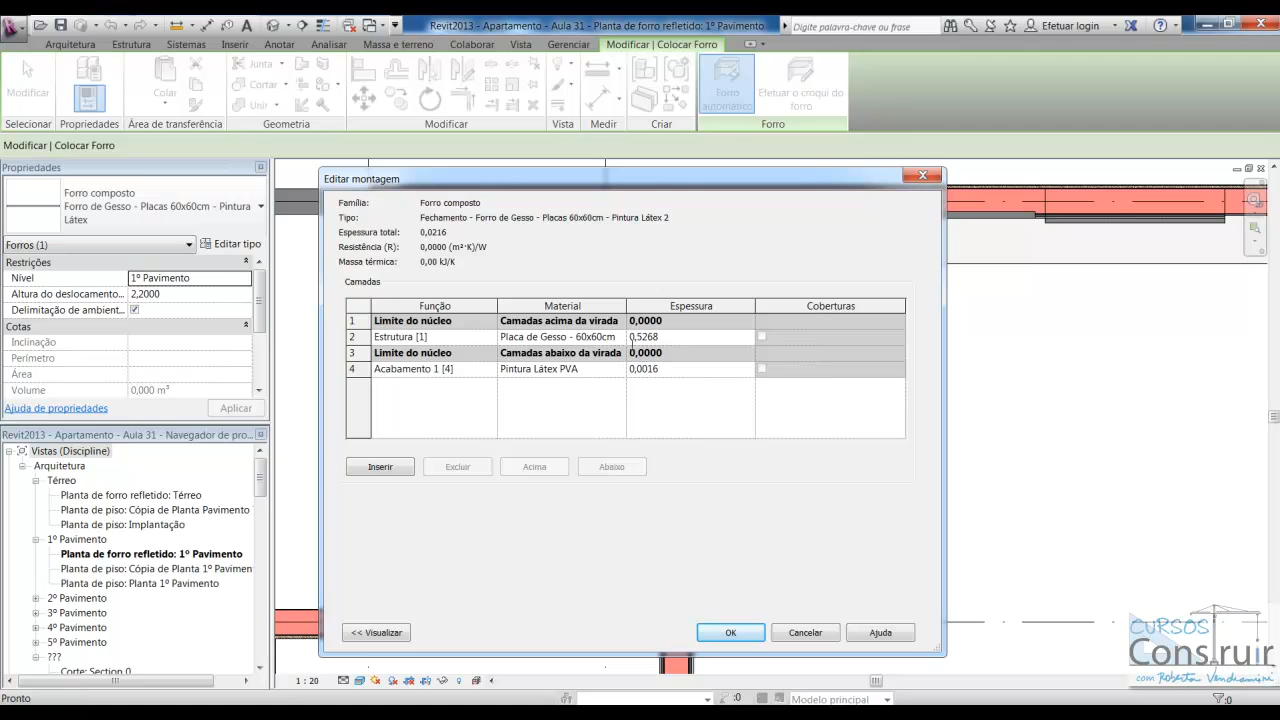 Revit2013 - Apartamento - Aula 31 - Planta de forro refletido: 1º Pavimento
Digite palavra-chave ou frase
Efetuar login
Arquitetura Estrutura Sistemas Inserir Anotar Analisar Massa e terreno Colaborar Vista Gerenciar Modificar | Colocar Forro
Modificar
Colar
Junta
Cortar
Unir
Forro automático
Efetuar o croqui do forro
Selecionar Propriedades Área de transferência Geometria Modificar Vista Medir Criar Forro
Modificar | Colocar Forro
Propriedades
Forro composto
Forro de Gesso - Placas 60x60cm - Pintura
Látex
Forros (1) Editar tipo
Restrições
Nível 1º Pavimento
Altura do deslocamento... 2,2000
Delimitação de ambient...
Cotas
Inclinação
Perímetro
Área
Volume 0,000 m³
Ajuda de propriedades Aplicar
Revit2013 - Apartamento - Aula 31 - Navegador de pro...
Vistas (Discipline)
Arquitetura
Térreo
Planta de forro refletido: Térreo
Planta de piso: Cópia de Planta Pavimento
Planta de piso: Implantação
1º Pavimento
Planta de forro refletido: 1º Pavimento
Planta de piso: Cópia de Planta 1º Pavimen
Planta de piso: Planta 1º Pavimento
2º Pavimento
3º Pavimento
4º Pavimento
5º Pavimento
???
Corte: Section 0
Editar montagem
Família: Forro composto
Tipo: Fechamento - Forro de Gesso - Placas 60x60cm - Pintura Látex 2
Espessura total: 0,0216
Resistência (R): 0,0000 (m²·K)/W
Massa térmica: 0,00 kJ/K
Camadas
Função Material Espessura Coberturas
1 Limite do núcleo Camadas acima da virada 0,0000
2 Estrutura [1] Placa de Gesso - 60x60cm 0,5268
3 Limite do núcleo Camadas abaixo da virada 0,0000
4 Acabamento 1 [4] Pintura Látex PVA 0,0016
Inserir Excluir Acima Abaixo
<< Visualizar OK Cancelar Ajuda
CURSOS
Construir
com Roberta Vendramini
1 : 20
Pronto
:0
Modelo principal
:0